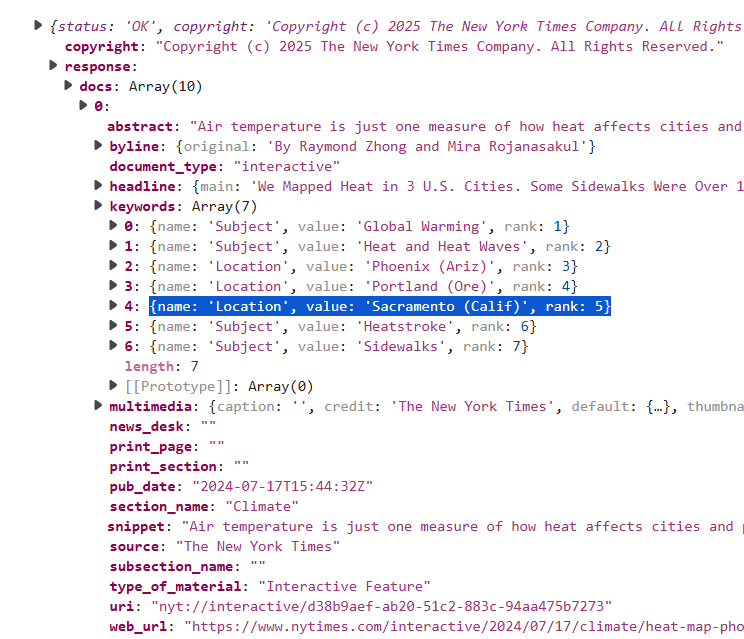 {status: 'OK', copyright: 'Copyright (c) 2025 The New York Times Company. All Rights
copyright: "Copyright (c) 2025 The New York Times Company. All Rights Reserved."
response:
docs: Array(10)
0:
abstract: "Air temperature is just one measure of how heat affects cities and
byline: {original: 'By Raymond Zhong and Mira Rojanasakul'}
document_type: "interactive"
headline: {main: 'We Mapped Heat in 3 U.S. Cities. Some Sidewalks Were Over 1
keywords: Array(7)
0: {name: 'Subject', value: 'Global Warming', rank: 1}
1: {name: 'Subject', value: 'Heat and Heat Waves', rank: 2}
2: {name: 'Location', value: 'Phoenix (Ariz)', rank: 3}
3: {name: 'Location', value: 'Portland (Ore)', rank: 4}
4: {name: 'Location', value: 'Sacramento (Calif)', rank: 5}
5: {name: 'Subject', value: 'Heatstroke', rank: 6}
6: {name: 'Subject', value: 'Sidewalks', rank: 7}
length: 7
[[Prototype]]: Array(0)
multimedia: {caption: '', credit: 'The New York Times', default: {…}, thumbna
news_desk: ""
print_page: ""
print_section: ""
pub_date: "2024-07-17T15:44:32Z"
section_name: "Climate"
snippet: "Air temperature is just one measure of how heat affects cities and p
source: "The New York Times"
subsection_name: ""
type_of_material: "Interactive Feature"
uri: "nyt://interactive/d38b9aef-ab20-51c2-883c-94aa475b7273"
web_url: "https://www.nytimes.com/interactive/2024/07/17/climate/heat-map-pho